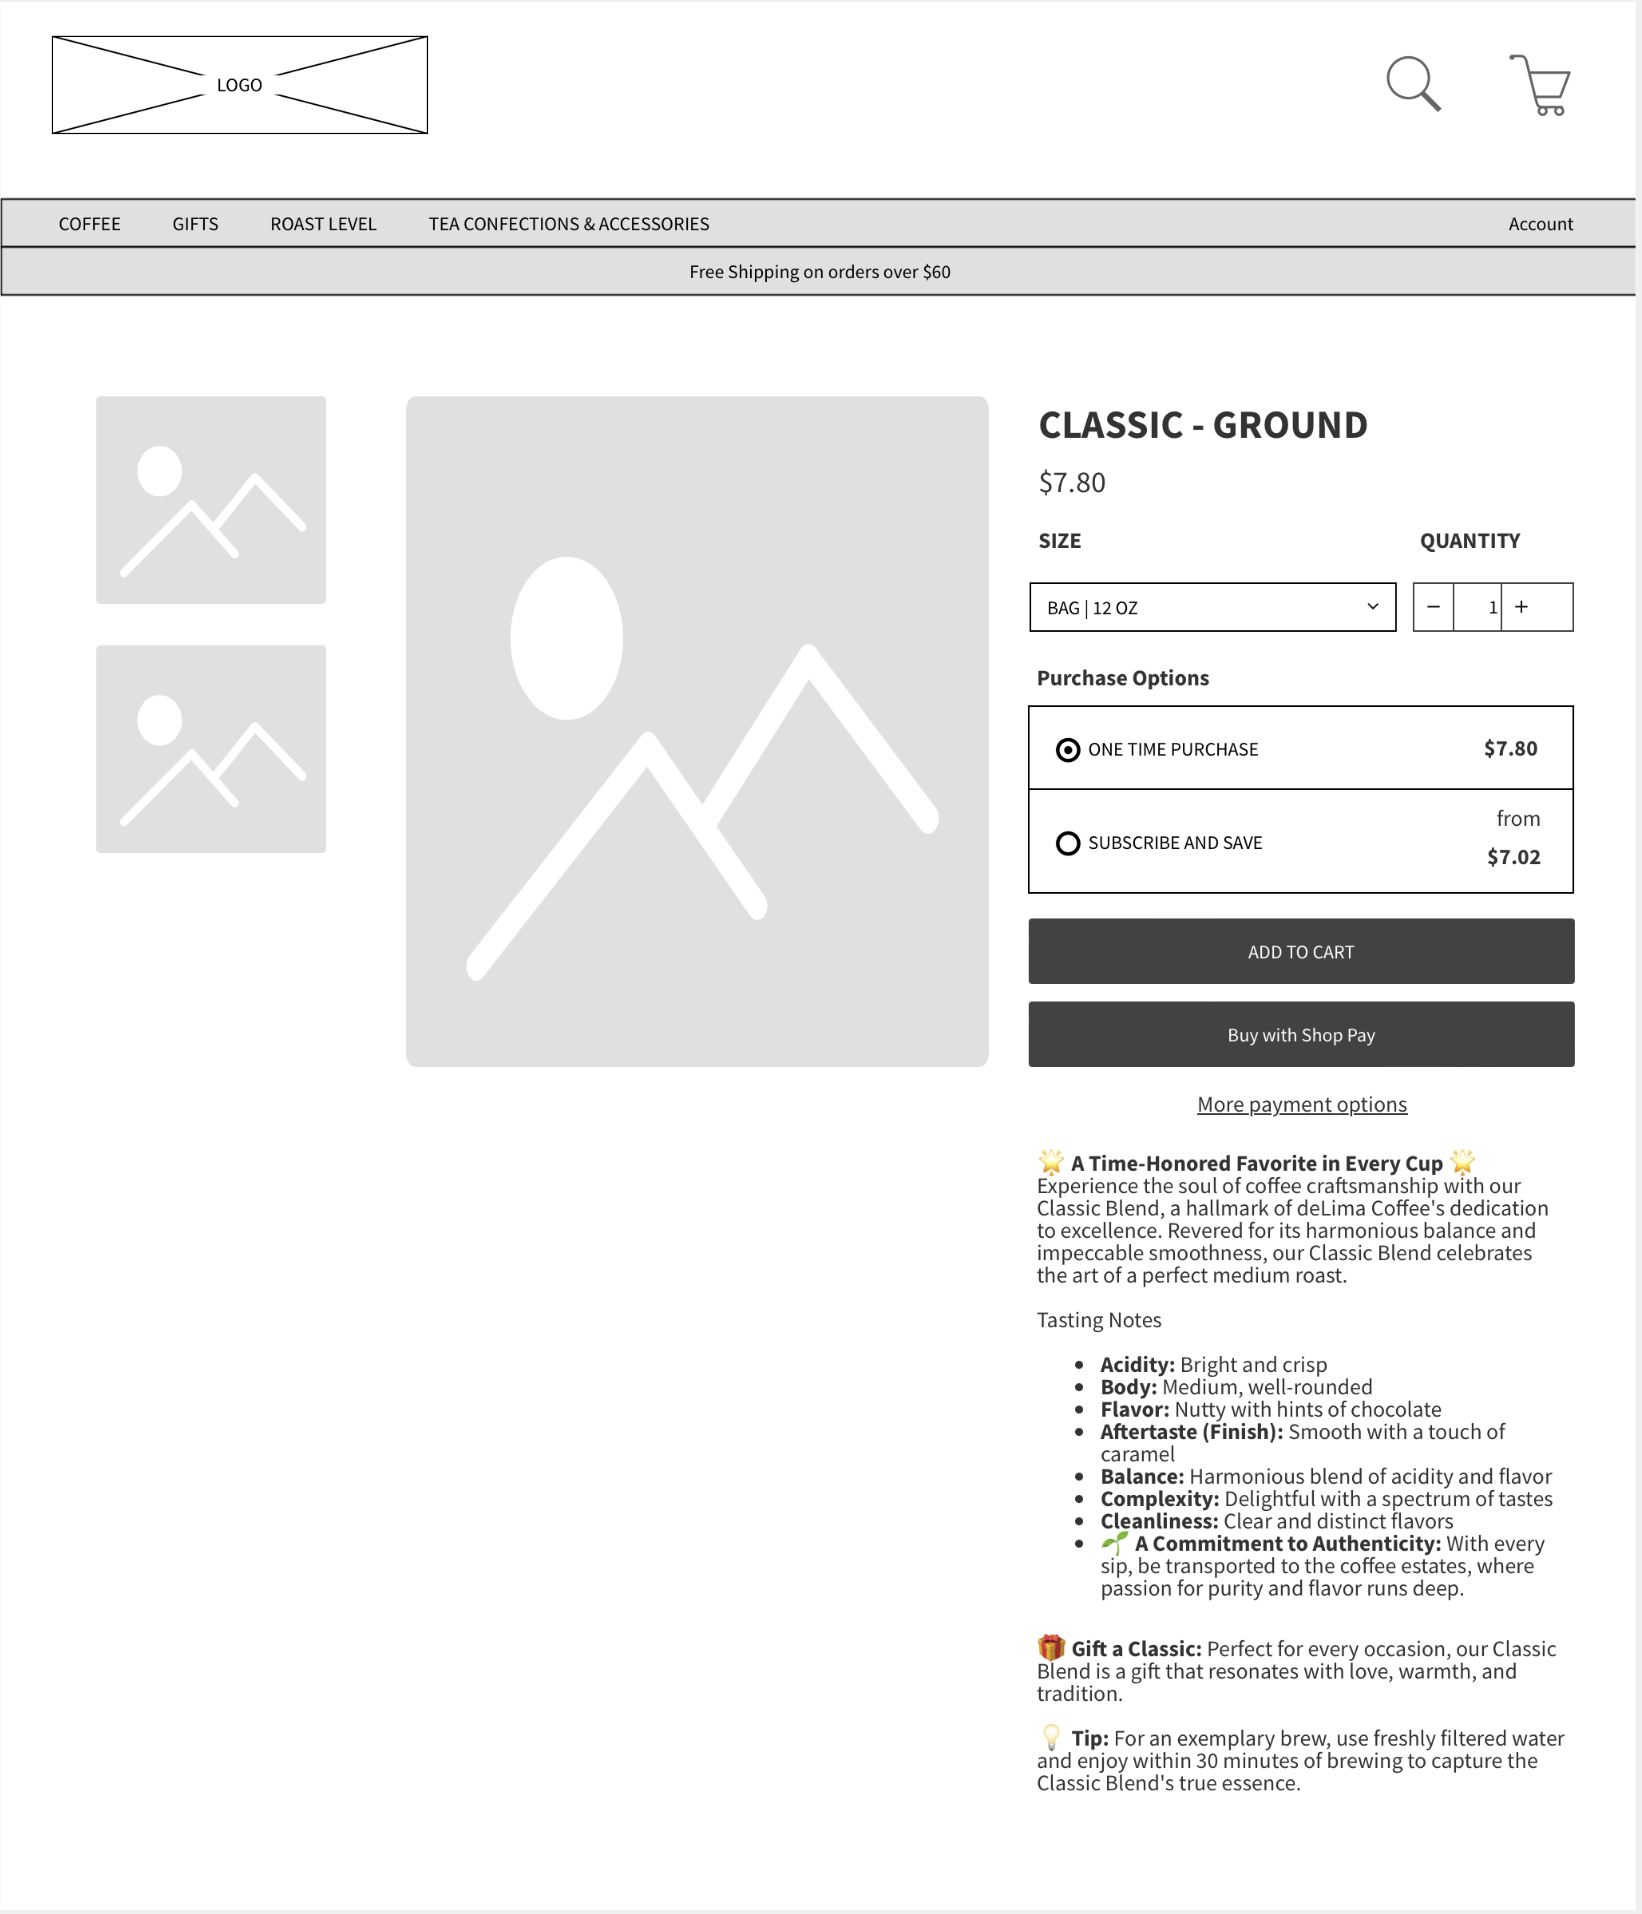 LOGO
COFFEE GIFTS ROAST LEVEL TEA CONFECTIONS & ACCESSORIES Account
Free Shipping on orders over $60
CLASSIC - GROUND
$7.80
SIZE QUANTITY
BAG | 12 OZ − 1 +
Purchase Options
ONE TIME PURCHASE $7.80
from
SUBSCRIBE AND SAVE
$7.02
ADD TO CART
Buy with Shop Pay
More payment options
🌟 A Time-Honored Favorite in Every Cup 🌟
Experience the soul of coffee craftsmanship with our
Classic Blend, a hallmark of deLima Coffee's dedication
to excellence. Revered for its harmonious balance and
impeccable smoothness, our Classic Blend celebrates
the art of a perfect medium roast.
Tasting Notes
• Acidity: Bright and crisp
• Body: Medium, well-rounded
• Flavor: Nutty with hints of chocolate
• Aftertaste (Finish): Smooth with a touch of
caramel
• Balance: Harmonious blend of acidity and flavor
• Complexity: Delightful with a spectrum of tastes
• Cleanliness: Clear and distinct flavors
• 🌱 A Commitment to Authenticity: With every
sip, be transported to the coffee estates, where
passion for purity and flavor runs deep.
🎁 Gift a Classic: Perfect for every occasion, our Classic
Blend is a gift that resonates with love, warmth, and
tradition.
💡 Tip: For an exemplary brew, use freshly filtered water
and enjoy within 30 minutes of brewing to capture the
Classic Blend's true essence.